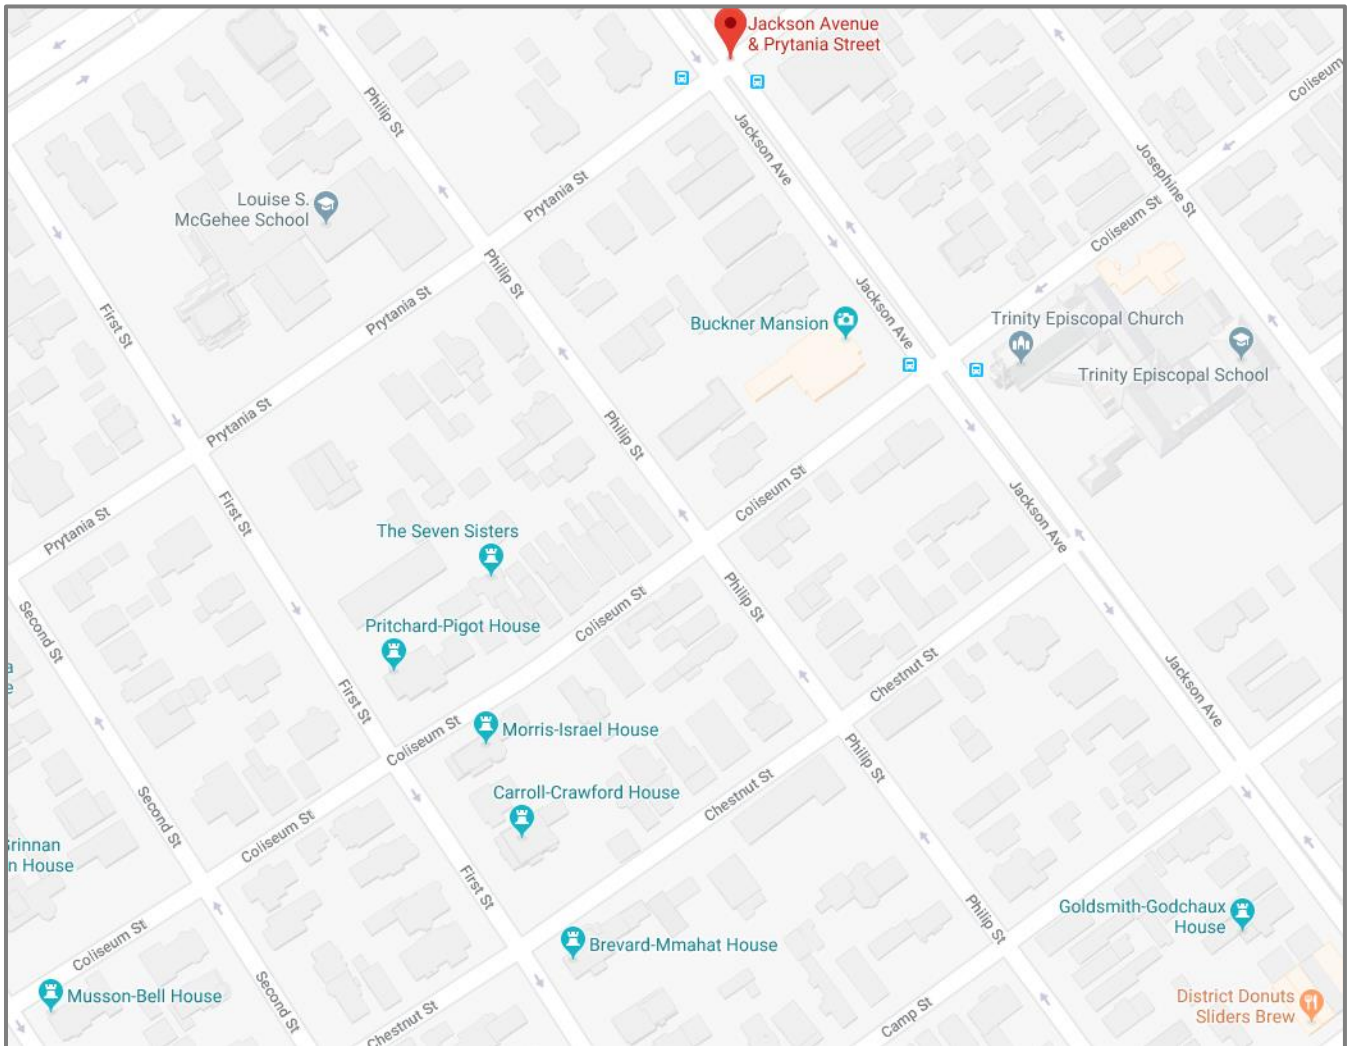 Jackson Avenue
& Prytania Street
Philip St
Coliseum
Jackson Ave
Josephine St
Prytania St
Louise S.
McGehee School
Coliseum St
Philip St
Prytania St
First St
Jackson Ave
Buckner Mansion
Trinity Episcopal Church
Trinity Episcopal School
Prytania St
Philip St
Coliseum St
First St
Jackson Ave
Prytania St
The Seven Sisters
Philip St
Coliseum St
Second St
Pritchard-Pigot House
Chestnut St
a
e
First St
Jackson Ave
Coliseum St
Morris-Israel House
Philip St
Chestnut St
Carroll-Crawford House
Second St
Coliseum St
rinnan
n House
First St
Philip St
Goldsmith-Godchaux
House
Coliseum St
Brevard-Mmahat House
Musson-Bell House
Second St
Chestnut St
Camp St
District Donuts
Sliders Brew